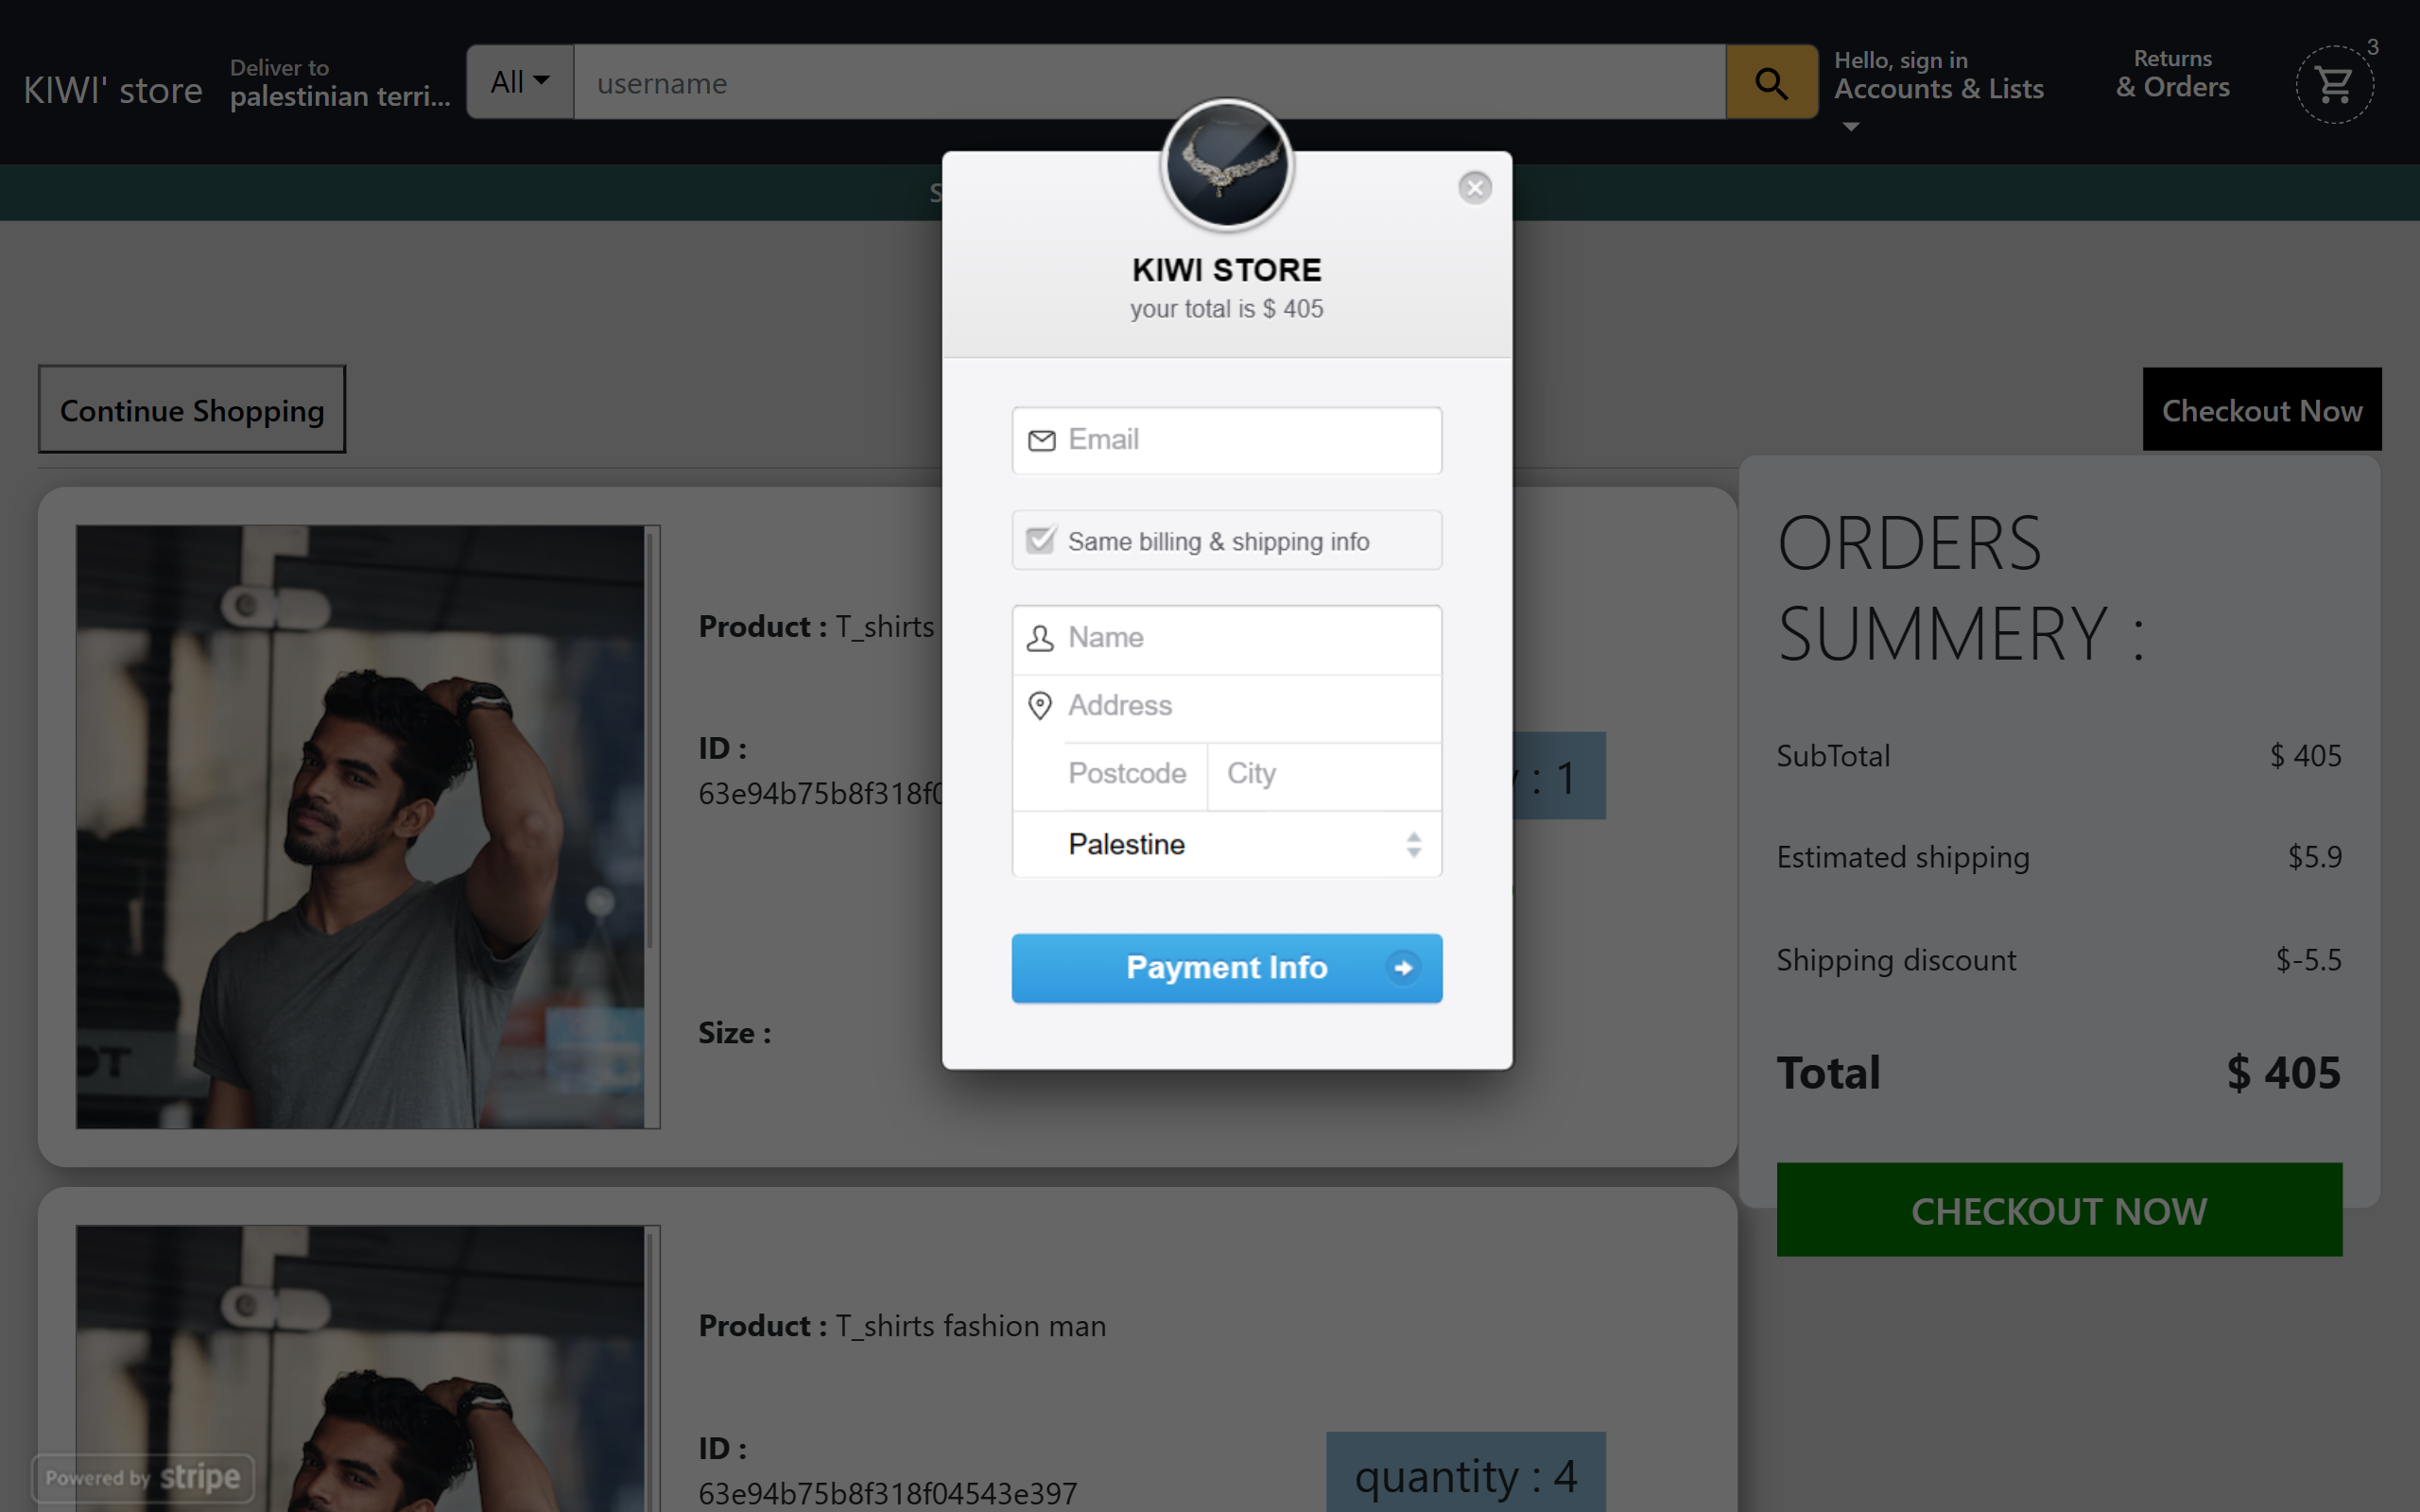 KIWI' store
Deliver to
palestinian terri...
All
username
Hello, sign in
Accounts & Lists
Returns
& Orders
3
S
KIWI STORE
your total is $ 405
Continue Shopping
Checkout Now
Email
Same billing & shipping info
Name
Address
Postcode
City
Palestine
Payment Info
Product : T_shirts
ID :
63e94b75b8f318f0
: 1
Size :
ORDERS
SUMMERY :
SubTotal
$ 405
Estimated shipping
$5.9
Shipping discount
$-5.5
Total
$ 405
CHECKOUT NOW
Product : T_shirts fashion man
ID :
63e94b75b8f318f04543e397
quantity : 4
Powered by stripe